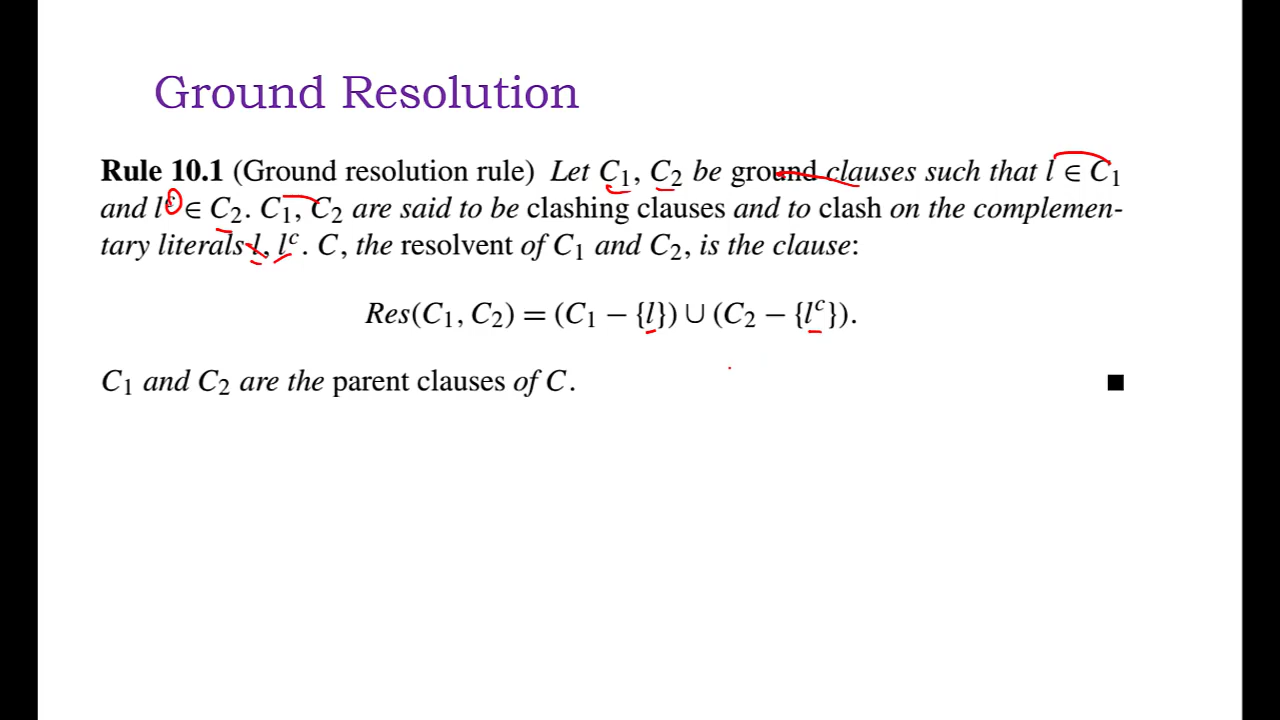 Ground Resolution
Rule 10.1 (Ground resolution rule) Let C₁, C₂ be ground clauses such that l ∈ C₁
and lᶜ ∈ C₂. C₁, C₂ are said to be clashing clauses and to clash on the complemen-
tary literals l, lᶜ. C, the resolvent of C₁ and C₂, is the clause:
Res(C₁, C₂) = (C₁ − {l}) ∪ (C₂ − {lᶜ}).
C₁ and C₂ are the parent clauses of C. ■